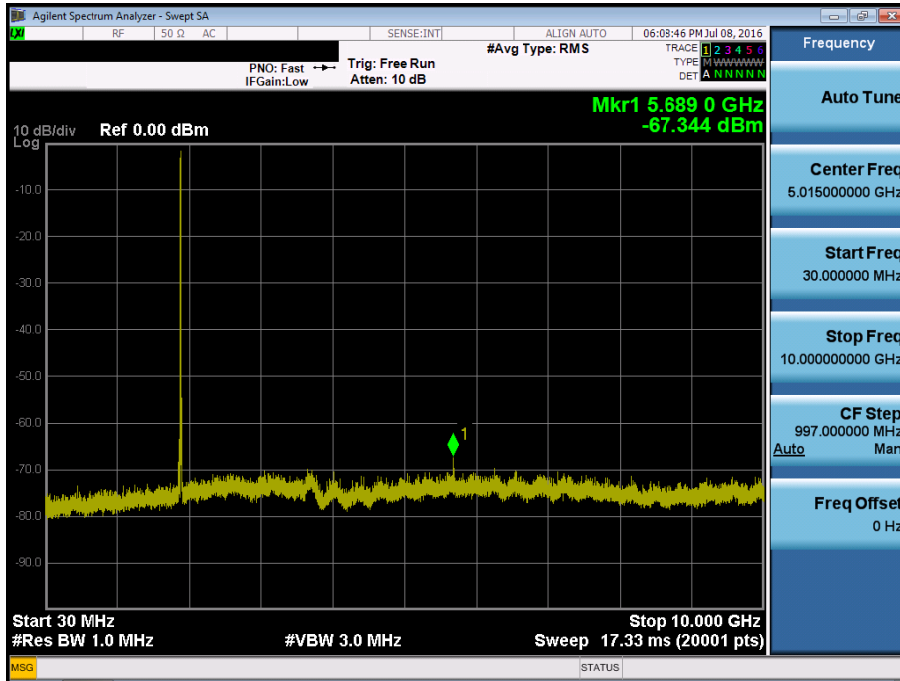 Agilent Spectrum Analyzer - Swept SA
LXI RF 50 Ω AC SENSE:INT ALIGN AUTO 06:08:46 PM Jul 08, 2016
#Avg Type: RMS TRACE 1 2 3 4 5 6
PNO: Fast Trig: Free Run TYPE M WWWWW
IFGain:Low Atten: 10 dB DET A N N N N N
Mkr1 5.689 0 GHz
-67.344 dBm
10 dB/div Ref 0.00 dBm
Log
-10.0
-20.0
-30.0
-40.0
-50.0
-60.0
1
-70.0
-80.0
-90.0
Start 30 MHz Stop 10.000 GHz
#Res BW 1.0 MHz #VBW 3.0 MHz Sweep 17.33 ms (20001 pts)
MSG STATUS
Frequency
Auto Tune
Center Freq
5.015000000 GHz
Start Freq
30.000000 MHz
Stop Freq
10.000000000 GHz
CF Step
997.000000 MHz
Auto Man
Freq Offset
0 Hz